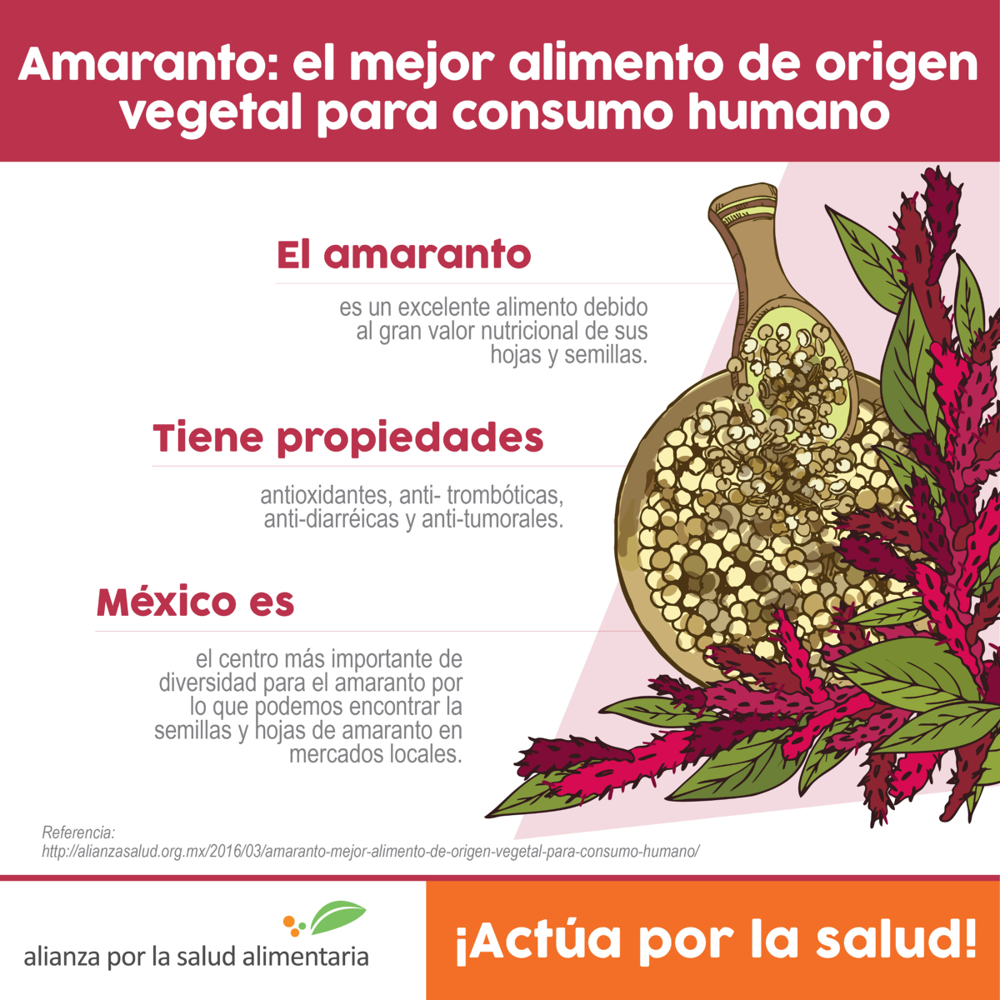 Amaranto: el mejor alimento de origen
vegetal para consumo humano
El amaranto
es un excelente alimento debido
al gran valor nutricional de sus
hojas y semillas.
Tiene propiedades
antioxidantes, anti- trombóticas,
anti-diarréicas y anti-tumorales.
México es
el centro más importante de
diversidad para el amaranto por
lo que podemos encontrar la
semillas y hojas de amaranto en
mercados locales.
Referencia:
http://alianzasalud.org.mx/2016/03/amaranto-mejor-alimento-de-origen-vegetal-para-consumo-humano/
alianza por la salud alimentaria
¡Actúa por la salud!